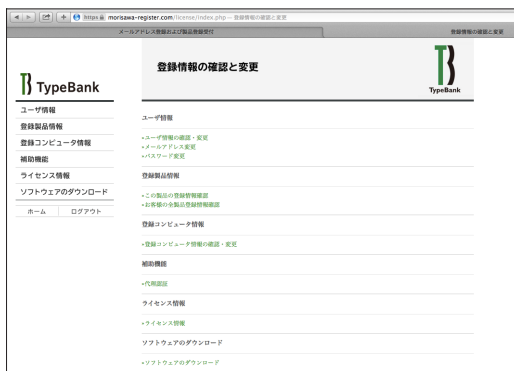 https morisawa-register.com/license/index.php — 登録情報の確認と変更
メールアドレス登録および製品登録受付
登録情報の確認と変更
登録情報の確認と変更
TypeBank
TypeBank
ユーザ情報
登録製品情報
登録コンピュータ情報
補助機能
ライセンス情報
ソフトウェアのダウンロード
ホーム
ログアウト
ユーザ情報
»ユーザ情報の確認・変更
»メールアドレス変更
»パスワード変更
登録製品情報
»この製品の登録情報確認
»お客様の全製品登録情報確認
登録コンピュータ情報
»登録コンピュータ情報の確認・変更
補助機能
»代理認証
ライセンス情報
»ライセンス情報
ソフトウェアのダウンロード
»ソフトウェアのダウンロード